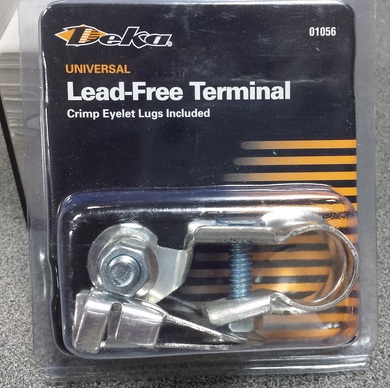 Deka®
01056
UNIVERSAL
Lead-Free Terminal
Crimp Eyelet Lugs Included